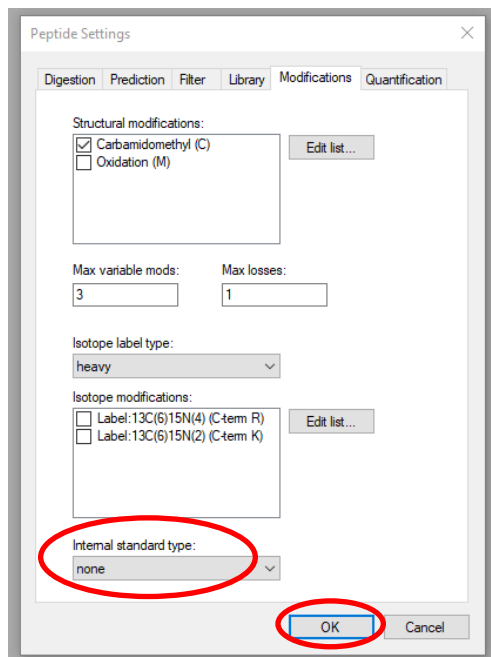 Peptide Settings
Digestion Prediction Filter Library Modifications Quantification
Structural modifications:
Carbamidomethyl (C)
Oxidation (M)
Edit list...
Max variable mods: Max losses:
3 1
Isotope label type:
heavy
Isotope modifications:
Label:13C(6)15N(4) (C-term R)
Label:13C(6)15N(2) (C-term K)
Edit list...
Internal standard type:
none
OK Cancel